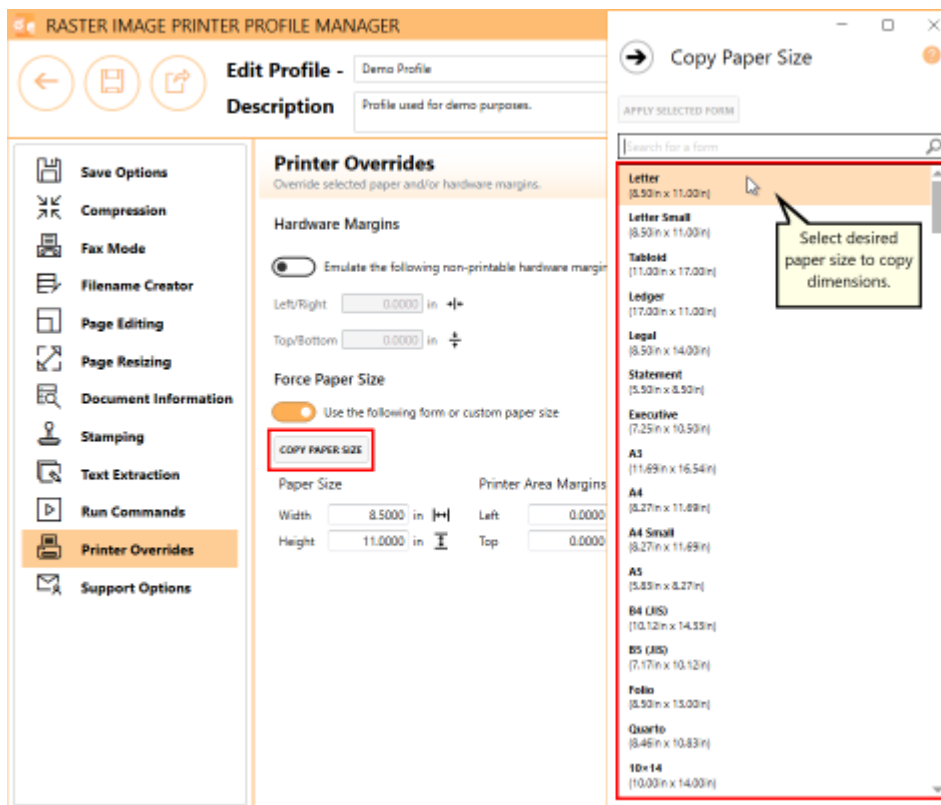 RASTER IMAGE PRINTER PROFILE MANAGER
Edit Profile - Demo Profile
Description Profile used for demo purposes.
Save Options
Compression
Fax Mode
Filename Creator
Page Editing
Page Resizing
Document Information
Stamping
Text Extraction
Run Commands
Printer Overrides
Support Options
Printer Overrides
Override selected paper and/or hardware margins.
Hardware Margins
Emulate the following non-printable hardware margin
Left/Right 0.0000 in
Top/Bottom 0.0000 in
Force Paper Size
Use the following form or custom paper size
COPY PAPER SIZE
Paper Size Printer Area Margins
Width 8.5000 in Left 0.0000
Height 11.0000 in Top 0.0000
Copy Paper Size
?
APPLY SELECTED FORM
Search for a form
Letter
(8.50in x 11.00in)
Letter Small
(8.50in x 11.00in)
Tabloid
(11.00in x 17.00in)
Ledger
(17.00in x 11.00in)
Legal
(8.50in x 14.00in)
Statement
(5.50in x 8.50in)
Executive
(7.25in x 10.50in)
A3
(11.69in x 16.54in)
A4
(8.27in x 11.69in)
A4 Small
(8.27in x 11.69in)
A5
(5.83in x 8.27in)
B4 (JIS)
(10.12in x 14.33in)
B5 (JIS)
(7.17in x 10.12in)
Folio
(8.50in x 13.00in)
Quarto
(8.46in x 10.83in)
10×14
(10.00in x 14.00in)
Select desired
paper size to copy
dimensions.